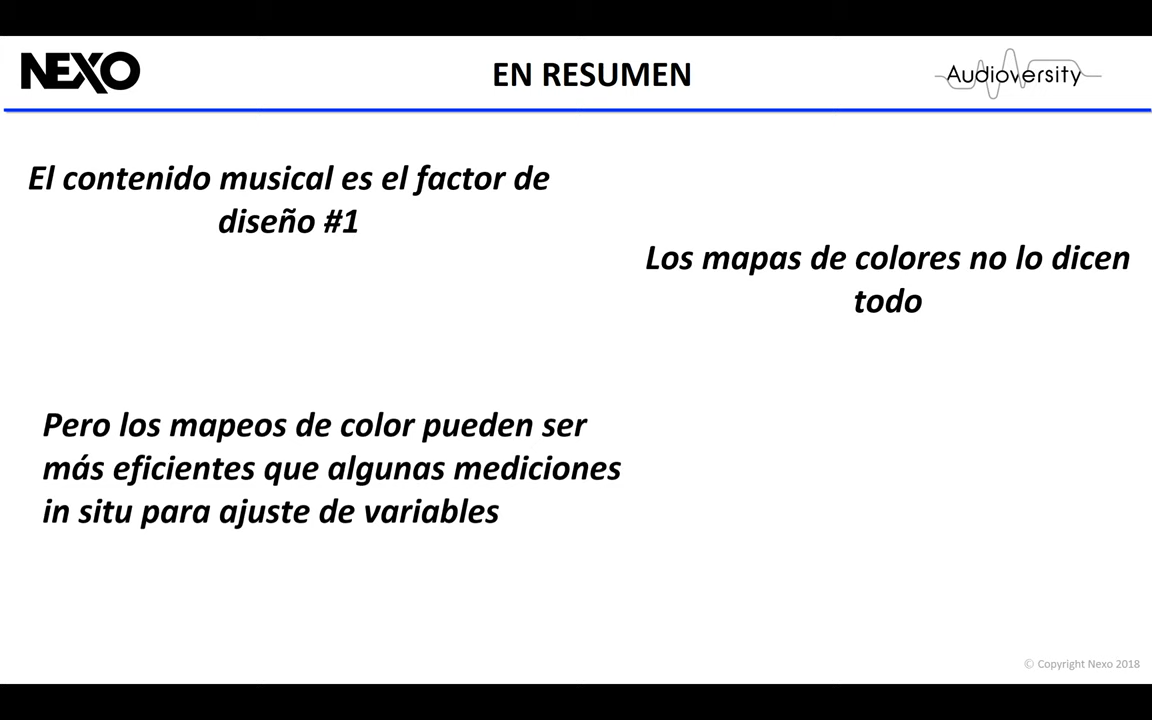 NEXO
EN RESUMEN
Audioversity
El contenido musical es el factor de
diseño #1
Los mapas de colores no lo dicen
todo
Pero los mapeos de color pueden ser
más eficientes que algunas mediciones
in situ para ajuste de variables
© Copyright Nexo 2018